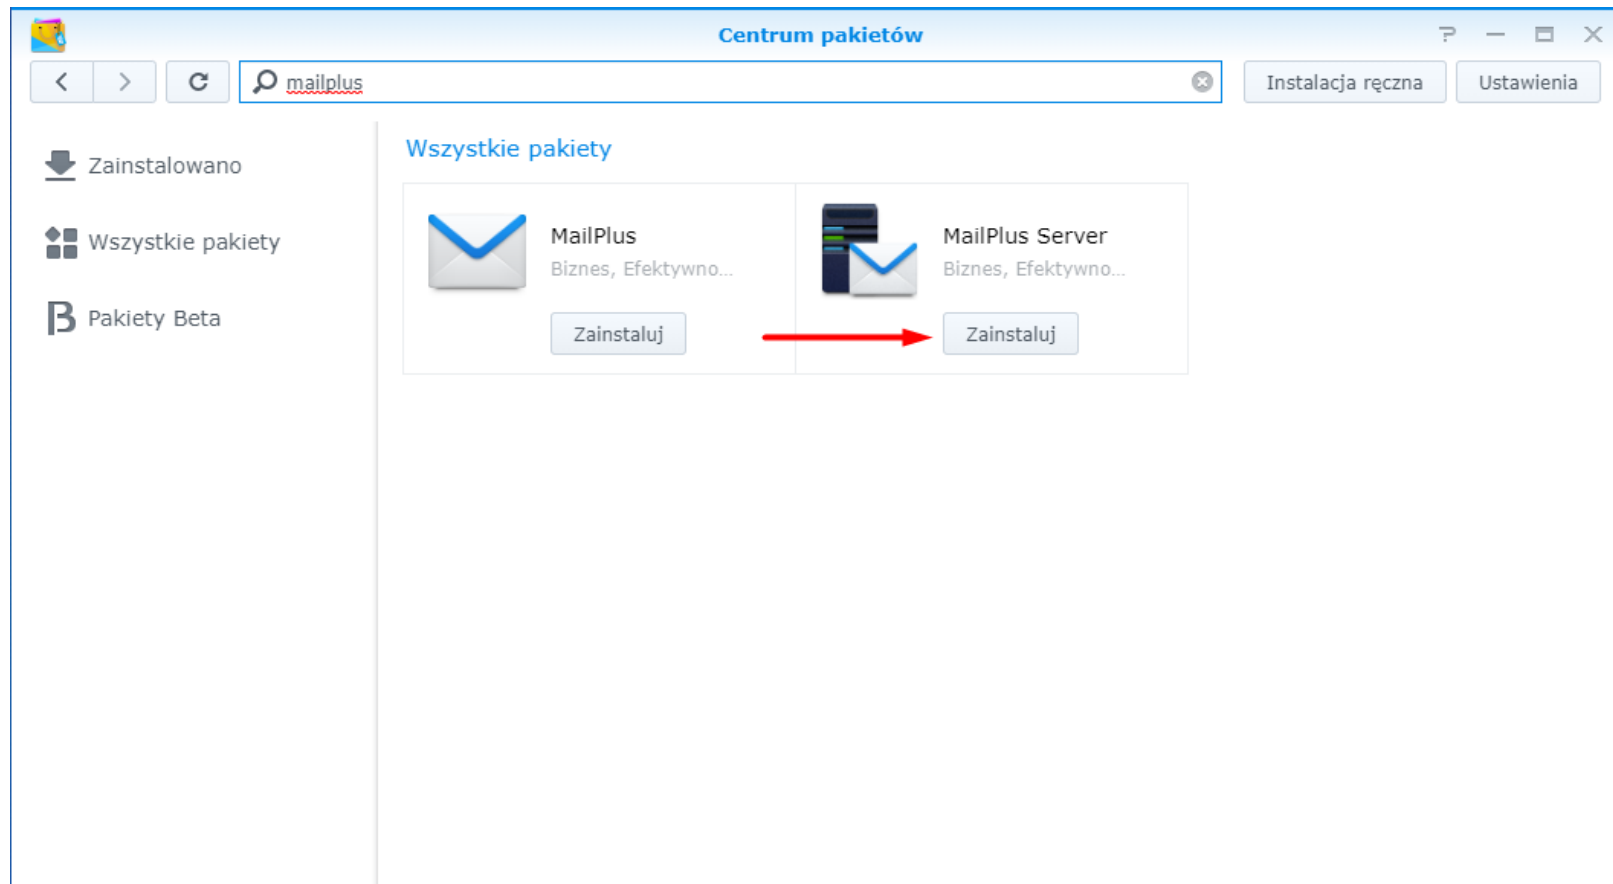 Centrum pakietów
mailplus
Instalacja ręczna
Ustawienia
Zainstalowano
Wszystkie pakiety
Pakiety Beta
Wszystkie pakiety
MailPlus
Biznes, Efektywno...
Zainstaluj
MailPlus Server
Biznes, Efektywno...
Zainstaluj